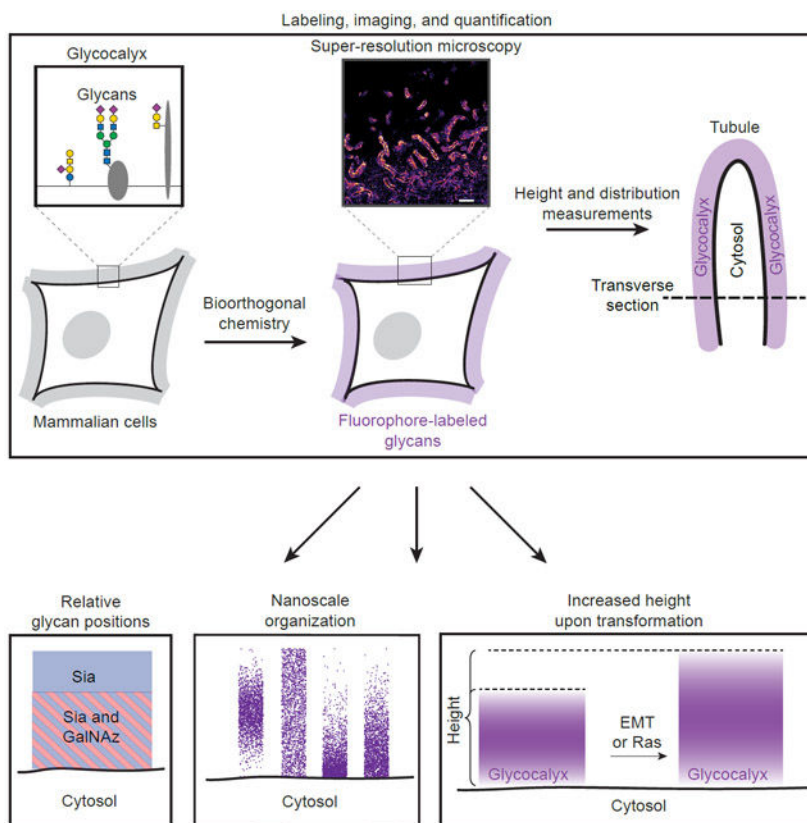 Labeling, imaging, and quantification
Glycocalyx
Glycans
Super-resolution microscopy
Tubule
Height and distribution
measurements
Glycocalyx
Cytosol
Glycocalyx
Transverse
section
Bioorthogonal
chemistry
Mammalian cells
Fluorophore-labeled
glycans
Relative
glycan positions
Sia
Sia and
GalNAz
Cytosol
Nanoscale
organization
Cytosol
Increased height
upon transformation
Height
EMT
or Ras
Glycocalyx
Glycocalyx
Cytosol